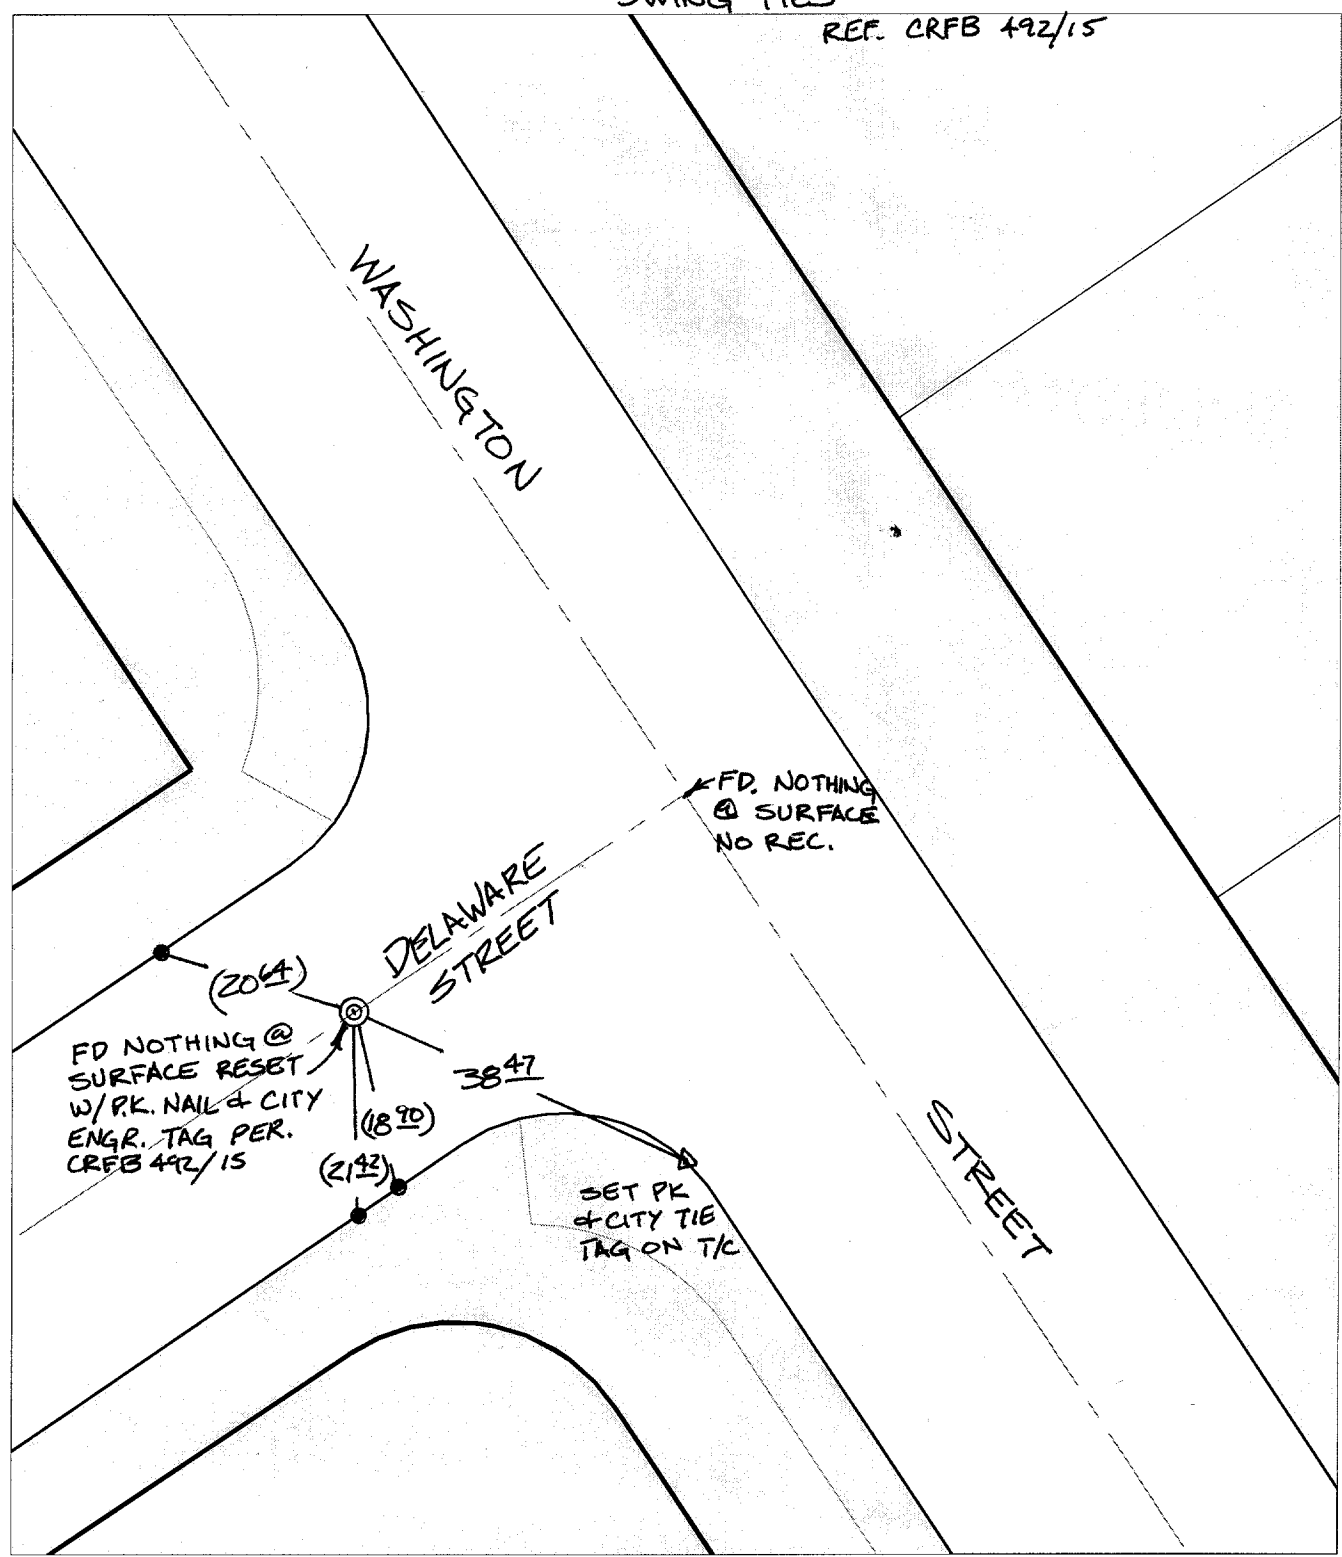 SWING TIES
REF. CRFB 492/15
WASHINGTON
FD. NOTHING
@ SURFACE
NO REC.
DELAWARE
STREET
(20 64)
FD NOTHING @
SURFACE RESET
W/ P.K. NAIL & CITY
ENGR. TAG PER.
CRFB 492/15
38 47
(18 90)
(21 42)
SET PK
& CITY TIE
TAG ON T/C
STREET